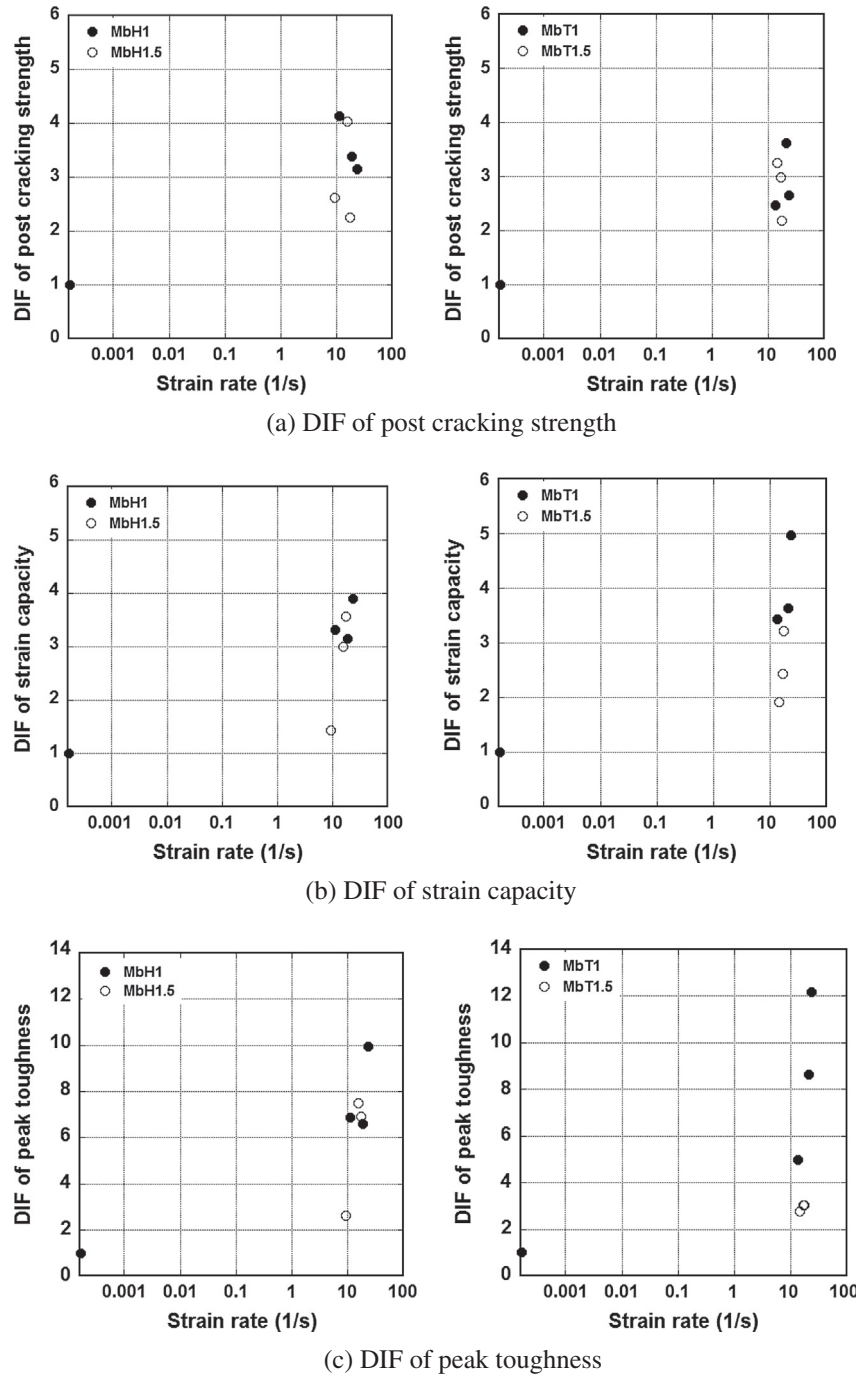 MbH1
MbH1.5
6
5
4
3
2
1
0
DIF of post cracking strength
0.001 0.01 0.1 1 10 100
Strain rate (1/s)
MbT1
MbT1.5
6
5
4
3
2
1
0
DIF of post cracking strength
0.001 0.01 0.1 1 10 100
Strain rate (1/s)
(a) DIF of post cracking strength
MbH1
MbH1.5
6
5
4
3
2
1
0
DIF of strain capacity
0.001 0.01 0.1 1 10 100
Strain rate (1/s)
MbT1
MbT1.5
6
5
4
3
2
1
0
DIF of strain capacity
0.001 0.01 0.1 1 10 100
Strain rate (1/s)
(b) DIF of strain capacity
MbH1
MbH1.5
14
12
10
8
6
4
2
0
DIF of peak toughness
0.001 0.01 0.1 1 10 100
Strain rate (1/s)
MbT1
MbT1.5
14
12
10
8
6
4
2
0
DIF of peak toughness
0.001 0.01 0.1 1 10 100
Strain rate (1/s)
(c) DIF of peak toughness